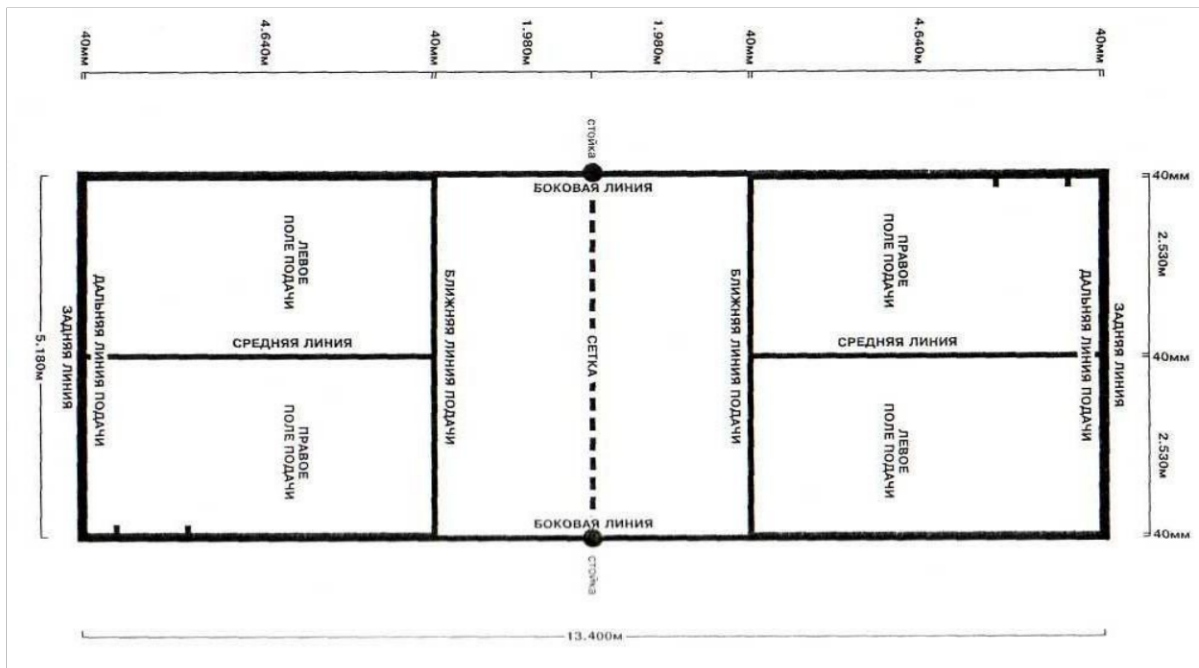 40мм
4.640м
40мм
1.980м
1.980м
40мм
4.640м
40мм
стойка
БОКОВАЯ ЛИНИЯ
40мм
2.530м
40мм
2.530м
40мм
5.180м
ЗАДНЯЯ ЛИНИЯ
ДАЛЬНЯЯ ЛИНИЯ ПОДАЧИ
ЛЕВОЕ
ПОЛЕ ПОДАЧИ
СРЕДНЯЯ ЛИНИЯ
ПРАВОЕ
ПОЛЕ ПОДАЧИ
БЛИЖНЯЯ ЛИНИЯ ПОДАЧИ
СЕТКА
БЛИЖНЯЯ ЛИНИЯ ПОДАЧИ
ПРАВОЕ
ПОЛЕ ПОДАЧИ
СРЕДНЯЯ ЛИНИЯ
ЛЕВОЕ
ПОЛЕ ПОДАЧИ
ДАЛЬНЯЯ ЛИНИЯ ПОДАЧИ
ЗАДНЯЯ ЛИНИЯ
БОКОВАЯ ЛИНИЯ
стойка
13.400м